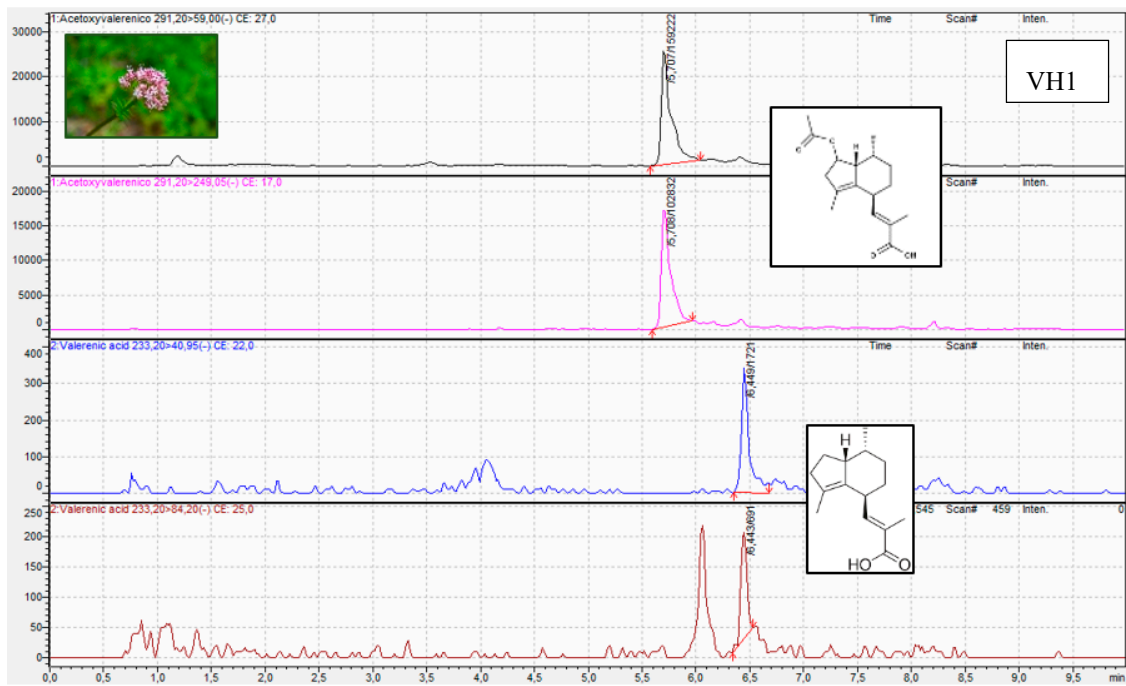 1:Acetoxyvalerenico 291,20>59,00(-) CE: 27,0 Time Scan# Inten.
30000
20000
10000
0
/5,707/159222
VH1
H
O
1:Acetoxyvalerenico 291,20>249,05(-) CE: 17,0 Scan# Inten.
20000
15000
10000
5000
0
/5,708/102832
O
OH
2:Valerenic acid 233,20>40,95(-) CE: 22,0 Time Scan# Inten.
400
300
200
100
0
/6,449/1721
H
2:Valerenic acid 233,20>84,20(-) CE: 25,0 545 Scan# 459 Inten. 0
250
200
150
100
50
0
/6,443/691
HO
O
0,0 0,5 1,0 1,5 2,0 2,5 3,0 3,5 4,0 4,5 5,0 5,5 6,0 6,5 7,0 7,5 8,0 8,5 9,0 9,5 min